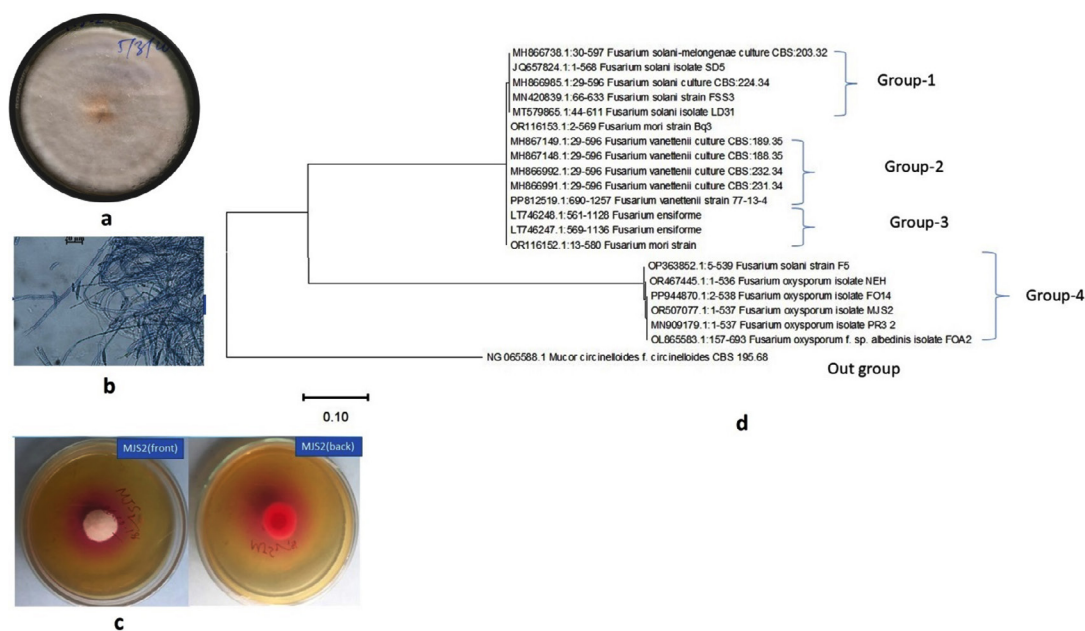 a
b
MJS2(front)
MJS2(back)
c
MH866738.1:30-597 Fusarium solani-melongenae culture CBS:203.32
JQ657824.1:1-568 Fusarium solani isolate SD5
MH866985.1:29-596 Fusarium solani culture CBS:224.34
MN420839.1:66-633 Fusarium solani strain FSS3
MT579865.1:44-611 Fusarium solani isolate LD31
Group-1
OR116153.1:2-569 Fusarium mori strain Bq3
MH867149.1:29-596 Fusarium vanettenii culture CBS:189.35
MH867148.1:29-596 Fusarium vanettenii culture CBS:188.35
MH866992.1:29-596 Fusarium vanettenii culture CBS:232.34
MH866991.1:29-596 Fusarium vanettenii culture CBS:231.34
PP812519.1:690-1257 Fusarium vanettenii strain 77-13-4
Group-2
LT746248.1:561-1128 Fusarium ensiforme
LT746247.1:569-1136 Fusarium ensiforme
OR116152.1:13-580 Fusarium mori strain
Group-3
OP363852.1:5-539 Fusarium solani strain F5
OR467445.1:1-536 Fusarium oxysporum isolate NEH
PP944870.1:2-538 Fusarium oxysporum isolate FO14
OR507077.1:1-537 Fusarium oxysporum isolate MJS2
MN909179.1:1-537 Fusarium oxysporum isolate PR3 2
OL865583.1:157-693 Fusarium oxysporum f. sp. albedinis isolate FOA2
Group-4
NG 065588.1 Mucor circinelloides f. circinelloides CBS 195.68
Out group
0.10
d